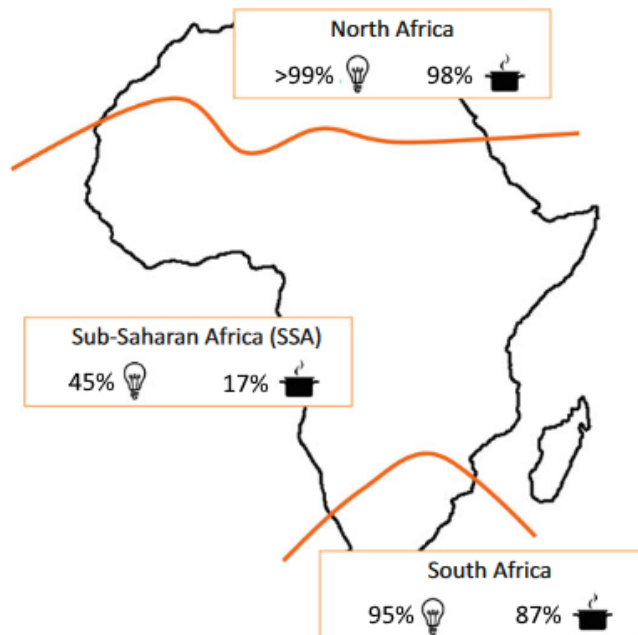 North Africa
>99% 98%
Sub-Saharan Africa (SSA)
45% 17%
South Africa
95% 87%